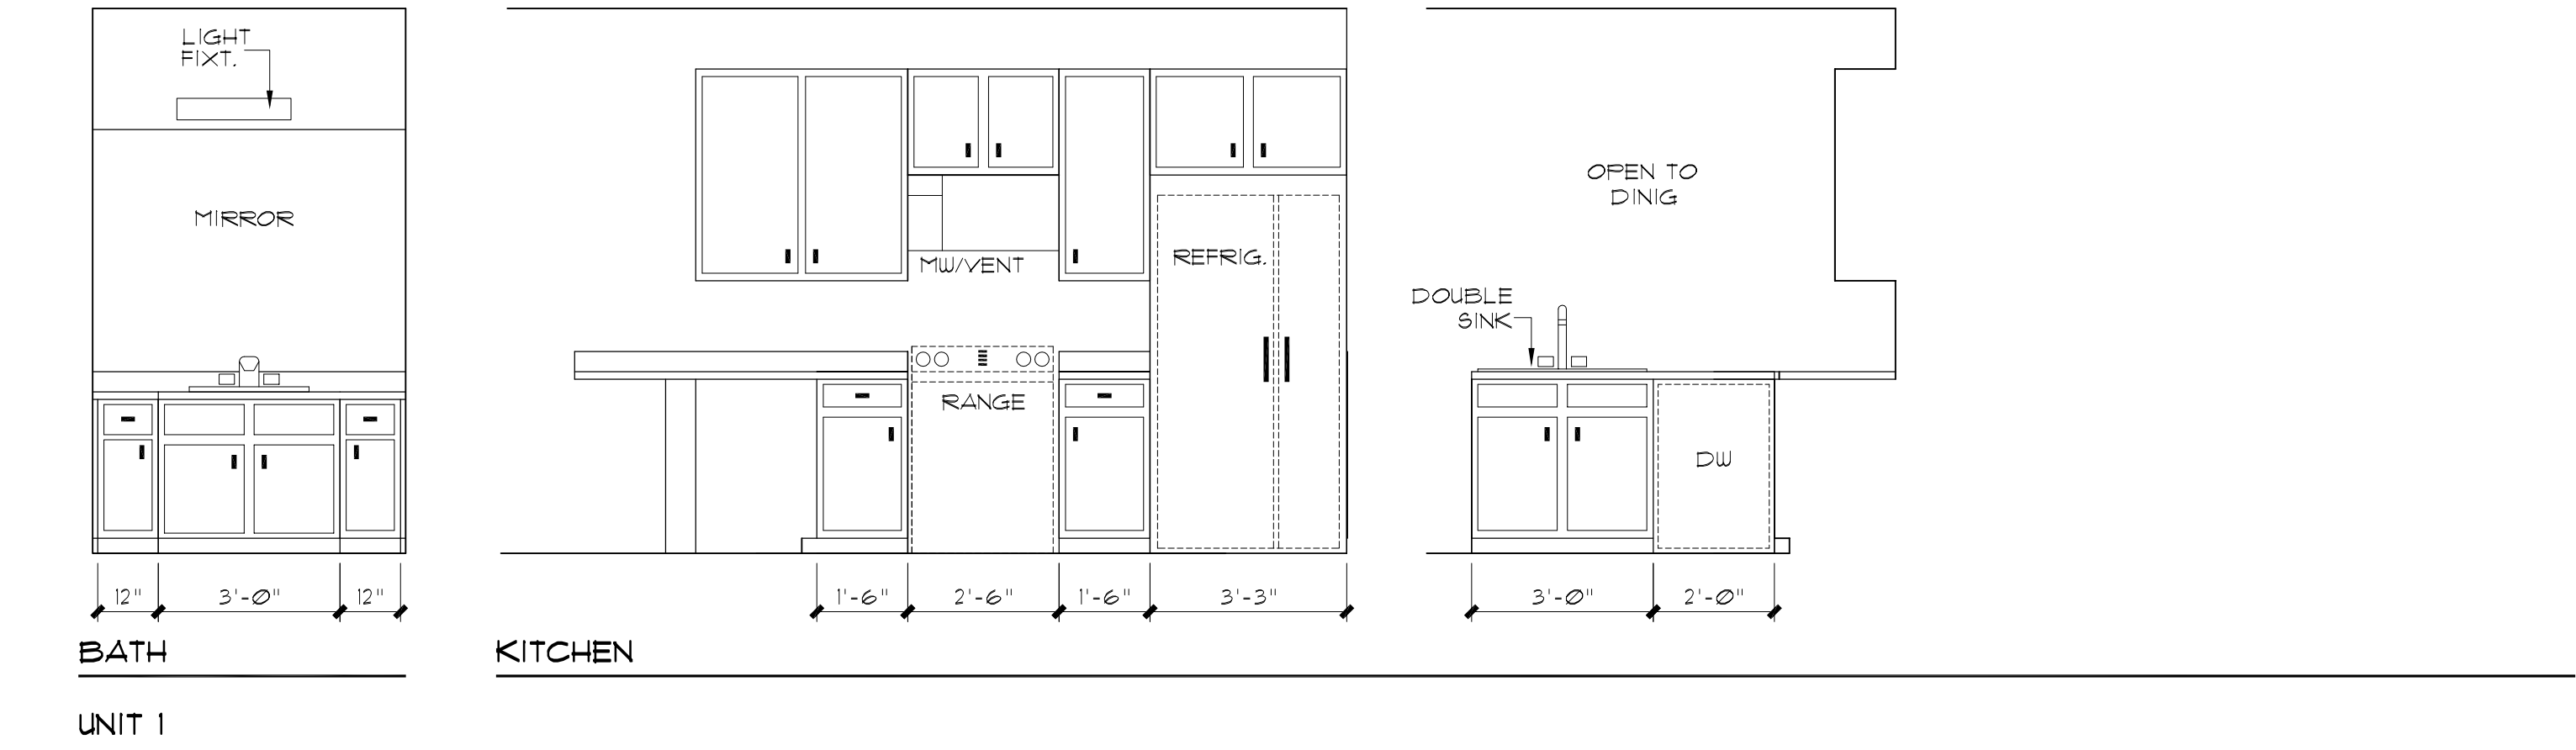 LIGHT
FIXT.
MIRROR
12" 3'-0" 12"
BATH
UNIT 1
MW/VENT
REFRIG.
RANGE
1'-6" 2'-6" 1'-6" 3'-3"
KITCHEN
OPEN TO
DINIG
DOUBLE
SINK
DW
3'-0" 2'-0"